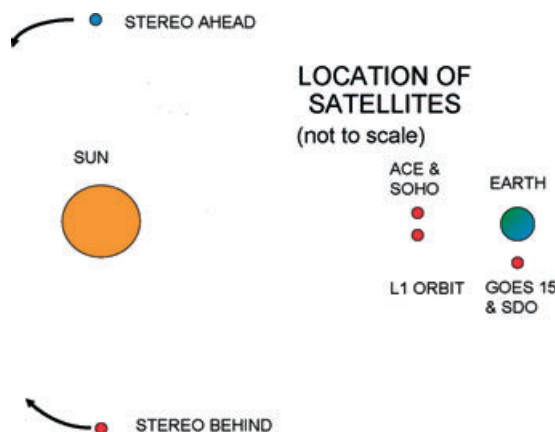 STEREO AHEAD
LOCATION OF
SATELLITES
(not to scale)
SUN
ACE &
SOHO
EARTH
L1 ORBIT
GOES 15
& SDO
STEREO BEHIND